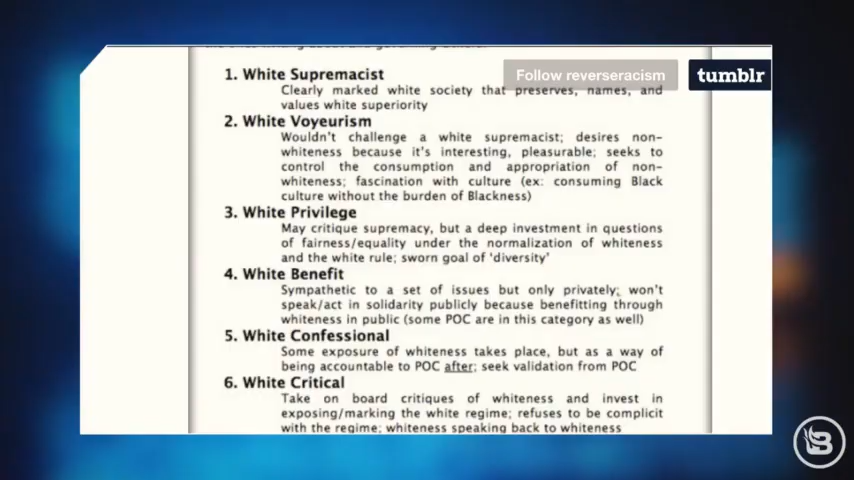 Follow reverseracism
tumblr
1. White Supremacist
Clearly marked white society that preserves, names, and
values white superiority
2. White Voyeurism
Wouldn't challenge a white supremacist; desires non-
whiteness because it's interesting, pleasurable; seeks to
control the consumption and appropriation of non-
whiteness; fascination with culture (ex: consuming Black
culture without the burden of Blackness)
3. White Privilege
May critique supremacy, but a deep investment in questions
of fairness/equality under the normalization of whiteness
and the white rule; sworn goal of 'diversity'
4. White Benefit
Sympathetic to a set of issues but only privately; won't
speak/act in solidarity publicly because benefitting through
whiteness in public (some POC are in this category as well)
5. White Confessional
Some exposure of whiteness takes place, but as a way of
being accountable to POC after; seek validation from POC
6. White Critical
Take on board critiques of whiteness and invest in
exposing/marking the white regime; refuses to be complicit
with the regime; whiteness speaking back to whiteness
B